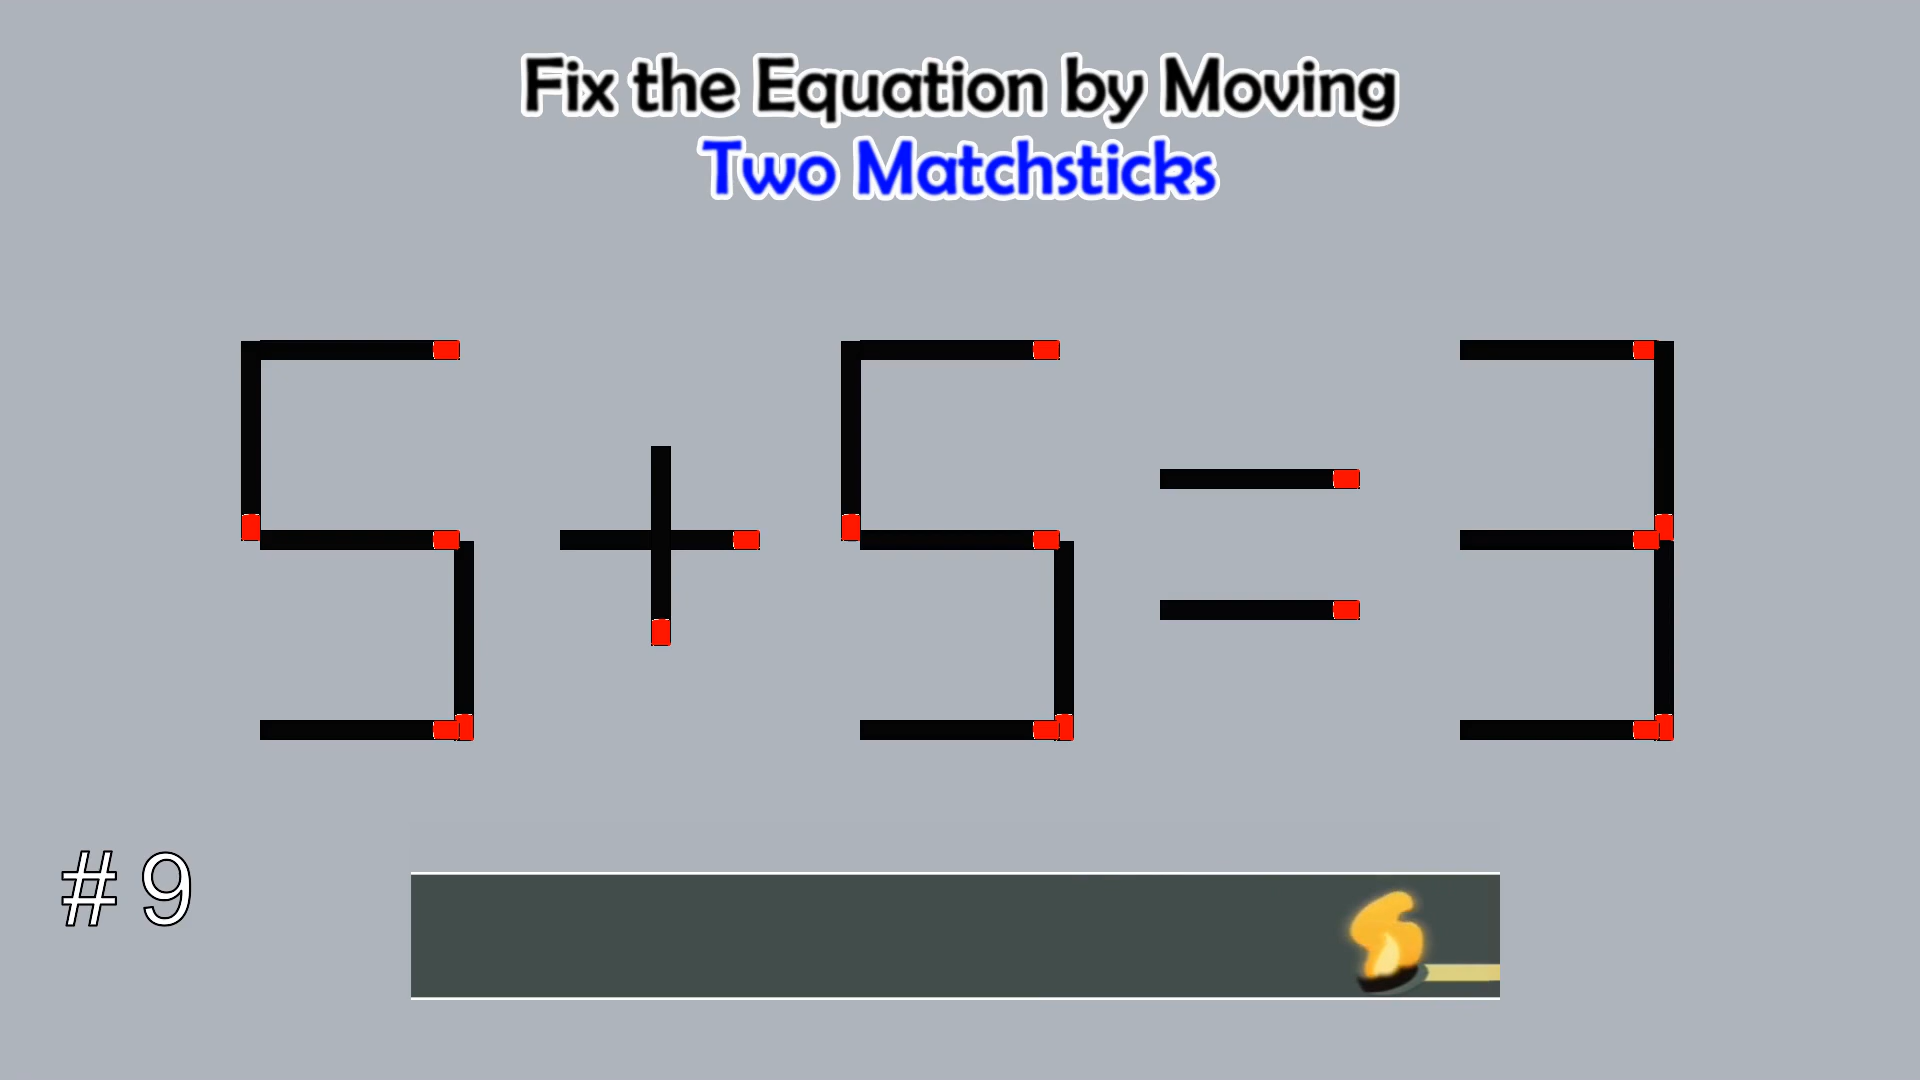 Fix the Equation by Moving
Two Matchsticks
5 + 5 = 3
# 9